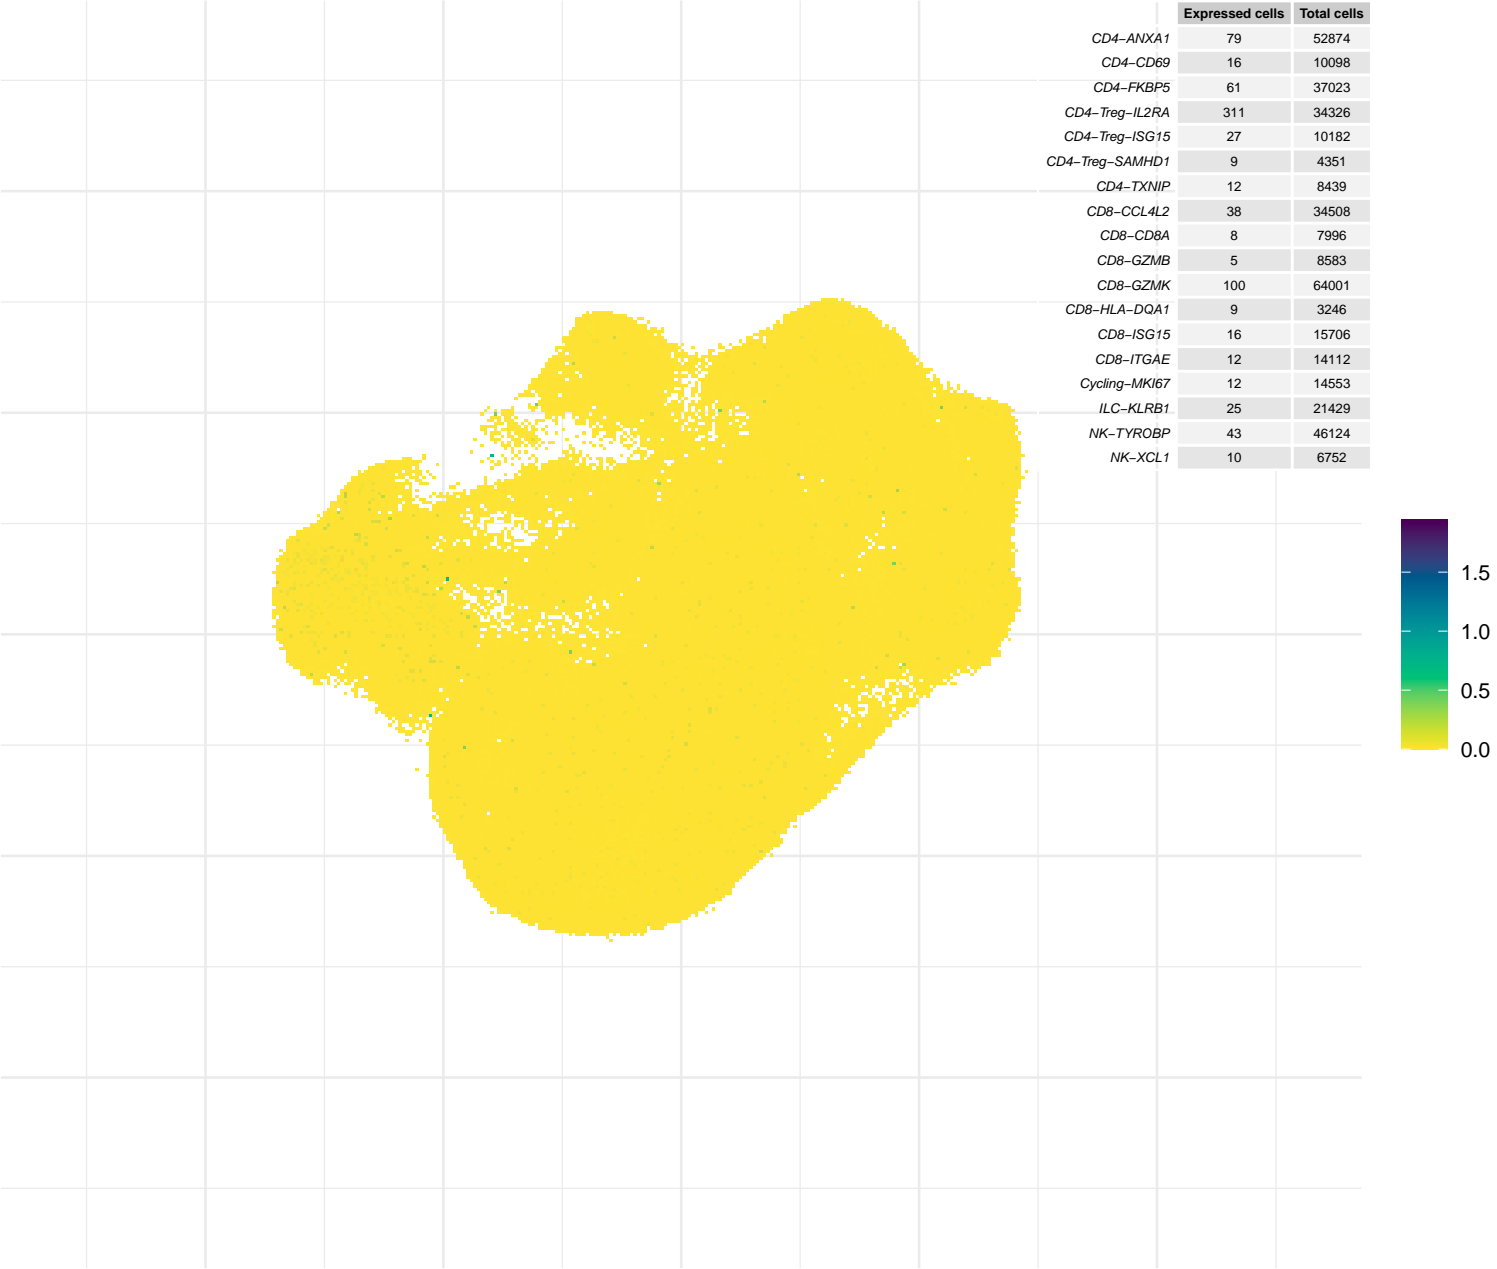 Expressed cells Total cells
CD4−ANXA1 79 52874
CD4−CD69 16 10098
CD4−FKBP5 61 37023
CD4−Treg−IL2RA 311 34326
CD4−Treg−ISG15 27 10182
CD4−Treg−SAMHD1 9 4351
CD4−TXNIP 12 8439
CD8−CCL4L2 38 34508
CD8−CD8A 8 7996
CD8−GZMB 5 8583
CD8−GZMK 100 64001
CD8−HLA−DQA1 9 3246
CD8−ISG15 16 15706
CD8−ITGAE 12 14112
Cycling−MKI67 12 14553
ILC−KLRB1 25 21429
NK−TYROBP 43 46124
NK−XCL1 10 6752
1.5
1.0
0.5
0.0